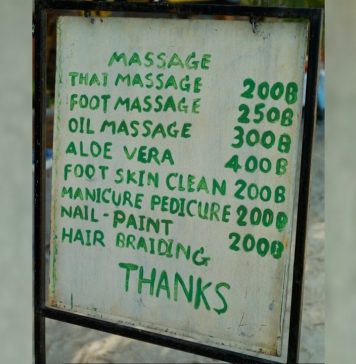 MASSAGE
THAI MASSAGE 200B
FOOT MASSAGE 250B
OIL MASSAGE 300B
ALOE VERA 400B
FOOT SKIN CLEAN 200B
MANICURE PEDICURE 200B
NAIL-PAINT 200B
HAIR BRAIDING
THANKS